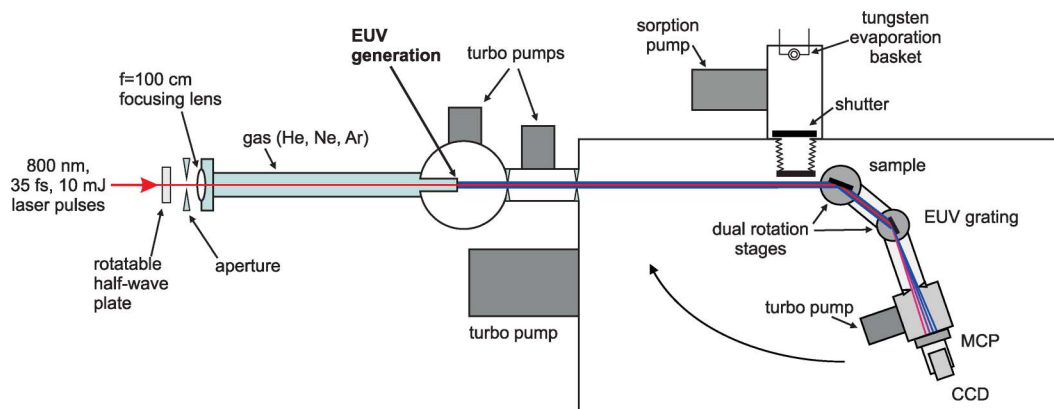 800 nm,
35 fs, 10 mJ
laser pulses
rotatable
half-wave
plate
f=100 cm
focusing lens
aperture
gas (He, Ne, Ar)
EUV
generation
turbo pumps
turbo pump
sorption
pump
tungsten
evaporation
basket
shutter
sample
EUV grating
dual rotation
stages
turbo pump
MCP
CCD